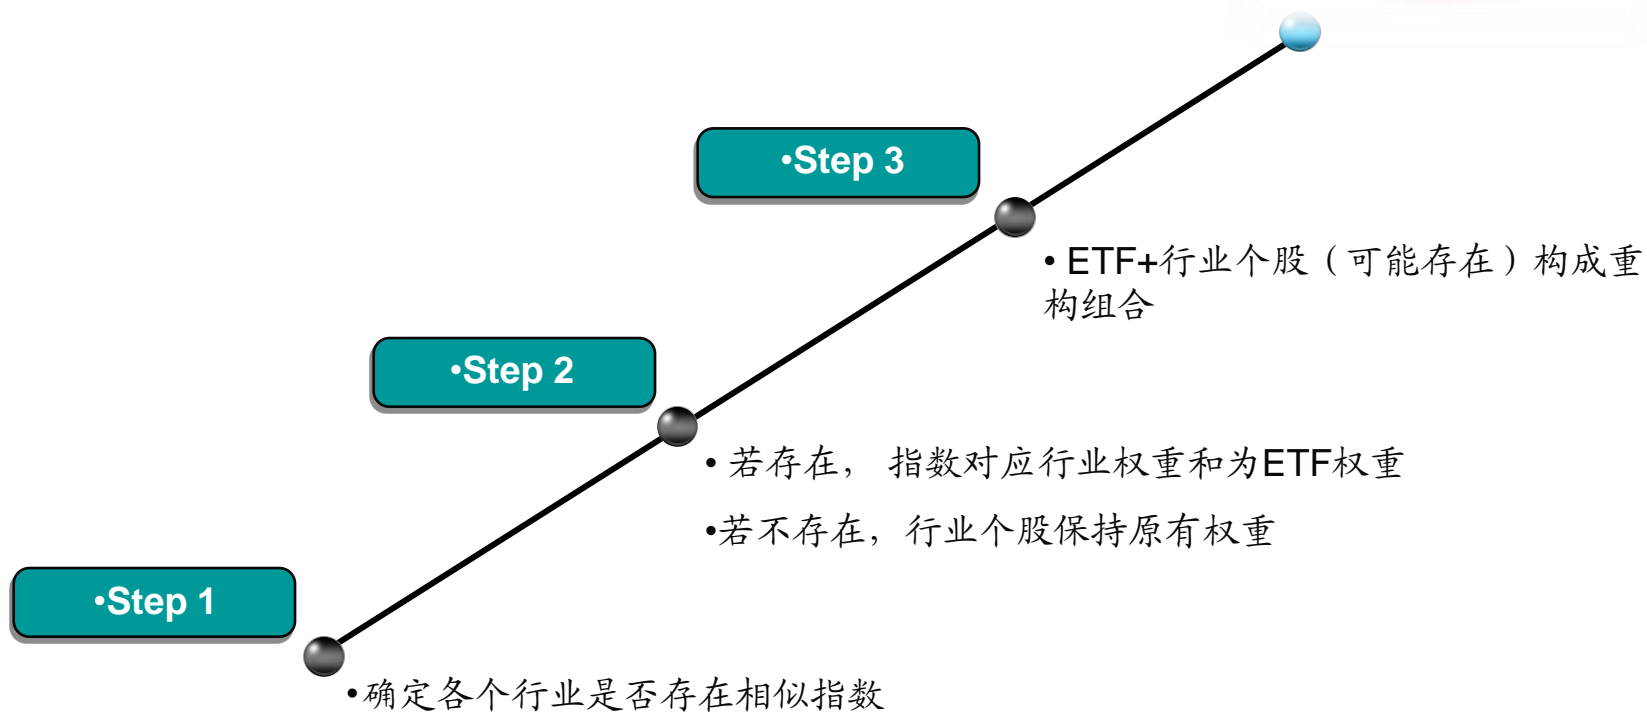 •Step 3
• ETF+行业个股（可能存在）构成重
构组合
•Step 2
• 若存在， 指数对应行业权重和为ETF权重
•若不存在，行业个股保持原有权重
•Step 1
•确定各个行业是否存在相似指数